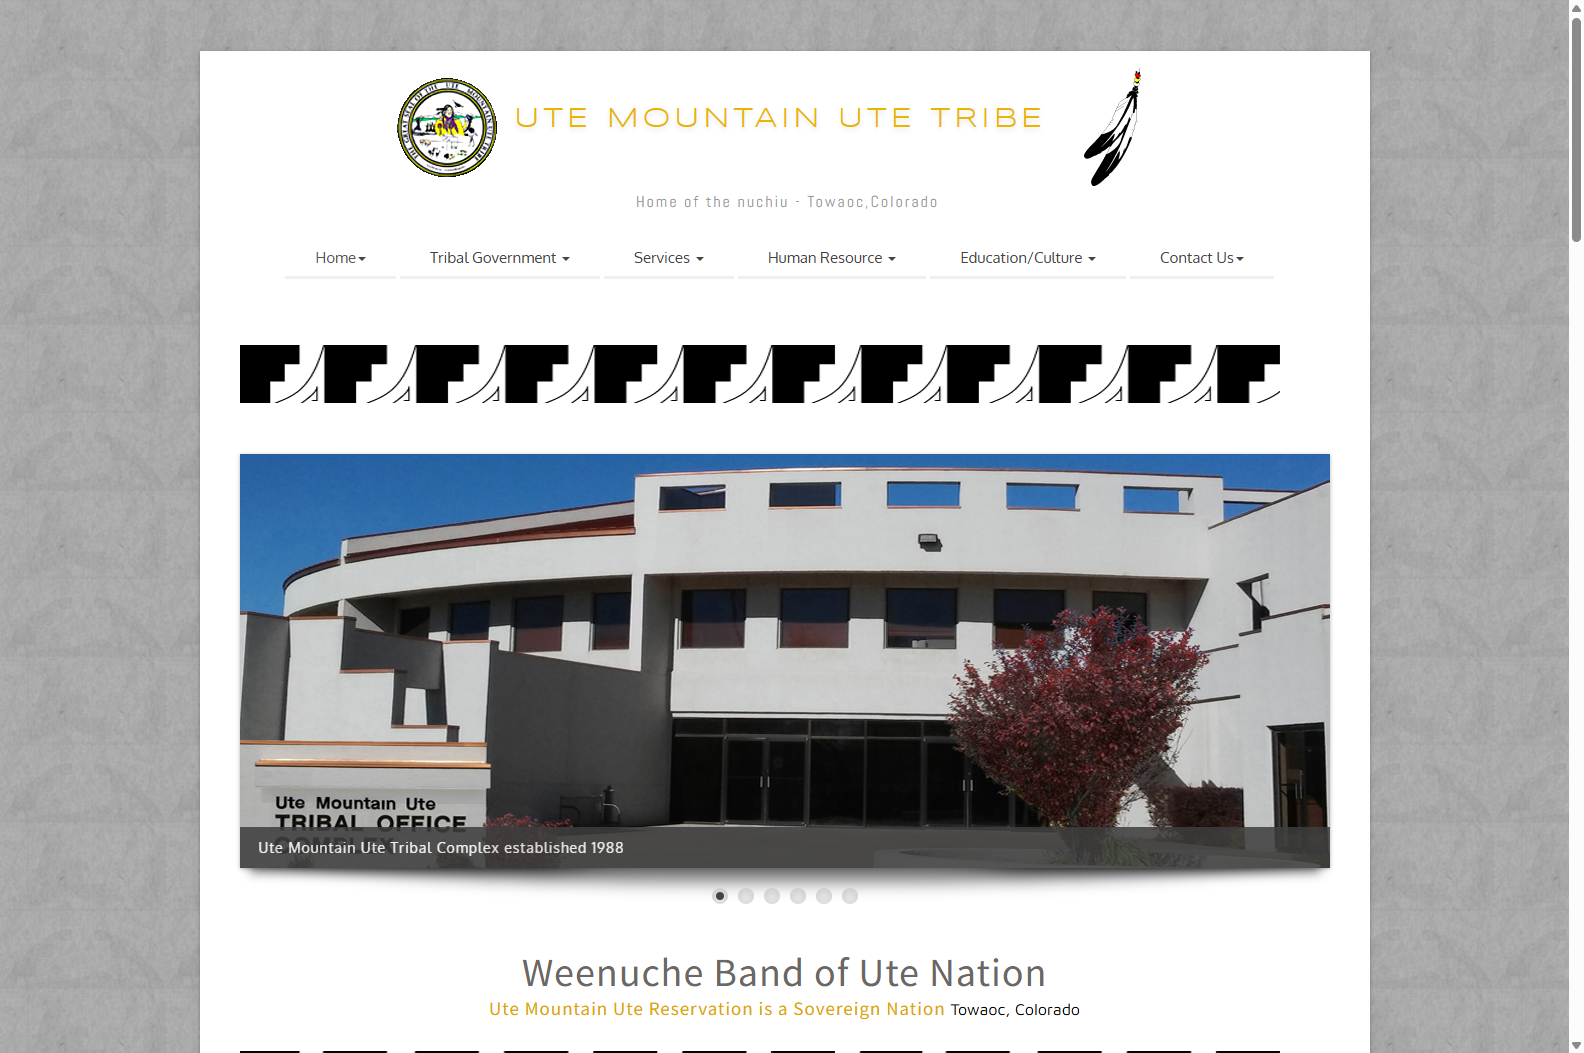 UTE MOUNTAIN UTE TRIBE
Home of the nuchiu - Towaoc,Colorado
Home Tribal Government Services Human Resource Education/Culture Contact Us
Ute Mountain Ute
TRIBAL OFFICE
Ute Mountain Ute Tribal Complex established 1988
Weenuche Band of Ute Nation
Ute Mountain Ute Reservation is a Sovereign Nation Towaoc, Colorado